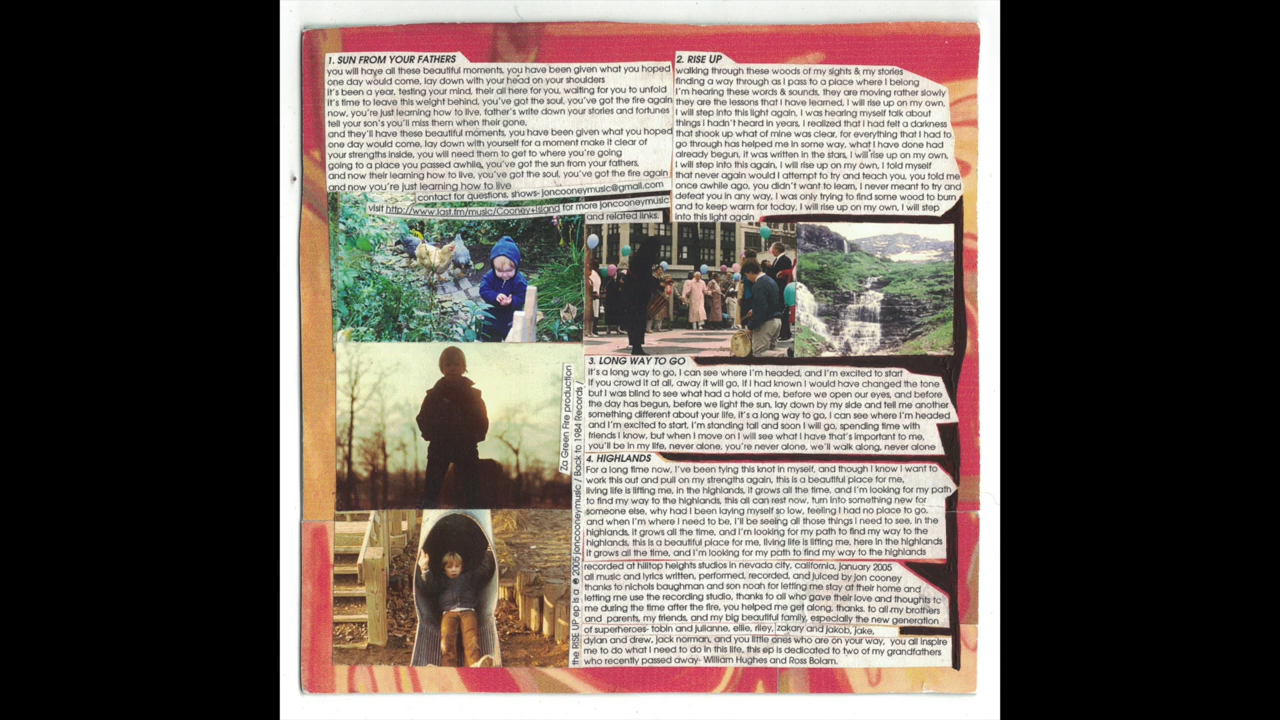 1. SUN FROM YOUR FATHERS
you will have all these beautiful moments, you have been given what you hoped
one day would come, lay down with your head on your shoulders
it's been a year, testing your mind, their all here for you, waiting for you to unfold
it's time to leave this weight behind, you've got the soul, you've got the fire again
now, you're just learning how to live, father's write down your stories and fortunes
tell your son's you'll miss them when their gone.
and they'll have these beautiful moments, you have been given what you hoped
one day would come, lay down with yourself for a moment make it clear of
your strengths inside, you will need them to get to where you're going
going to a place you passed awhile, you've got the sun from your fathers,
and now their learning how to live, you've got the soul, you've got the fire again
and now you're just learning how to live
contact for questions, shows- joncooneymusic@gmail.com
visit http://www.last.fm/music/Cooney+Island for more joncooneymusic
and related links.
2. RISE UP
walking through these woods of my sights & my stories
finding a way through as I pass to a place where I belong
I'm hearing these words & sounds, they are moving rather slowly
they are the lessons that I have learned, I will rise up on my own,
I will step into this light again, I was hearing myself talk about
things I hadn't heard in years, I realized that I had felt a darkness
that shook up what of mine was clear, for everything that I had to
go through has helped me in some way, what I have done had
already begun, it was written in the stars, I will rise up on my own,
I will step into this again, I will rise up on my own, I told myself
that never again would I attempt to try and teach you, you told me
once awhile ago, you didn't want to learn, I never meant to try and
defeat you in any way, I was only trying to find some wood to burn
and to keep warm for today, I will rise up on my own, I will step
into this light again
3. LONG WAY TO GO
It's a long way to go, I can see where I'm headed, and I'm excited to start
If you crowd it at all, away it will go, If I had known I would have changed the tone
but I was blind to see what had a hold of me, before we open our eyes, and before
the day has begun, before we light the sun, lay down by my side and tell me another
something different about your life, it's a long way to go, I can see where I'm headed
and I'm excited to start, I'm standing tall and soon I will go, spending time with
friends I know, but when I move on I will see what I have that's important to me,
you'll be in my life, never alone, you're never alone, we'll walk along, never alone
4. HIGHLANDS
For a long time now, I've been tying this knot in myself, and though I know I want to
work this out and pull on my strengths again, this is a beautiful place for me,
living life is lifting me, in the highlands, it grows all the time, and I'm looking for my path
to find my way to the highlands, this all can rest now, turn into something new for
someone else, why had I been laying myself so low, feeling I had no place to go,
and when I'm where I need to be, I'll be seeing all those things I need to see, in the
highlands, it grows all the time, and I'm looking for my path to find my way to the
highlands, this is a beautiful place for me, living life is lifting me, here in the highlands
it grows all the time, and I'm looking for my path to find my way to the highlands
recorded at hilltop heights studios in nevada city, california, january 2005
all music and lyrics written, performed, recorded, and juiced by jon cooney
thanks to nichols baughman and son noah for letting me stay at their home and
letting me use the recording studio, thanks to all who gave their love and thoughts to
me during the time after the fire, you helped me get along, thanks. to all my brothers
and parents, my friends, and my big beautiful family, especially the new generation
of superheroes- tobin and julianne, ellie, riley, zakary and jakob, jake,
dylan and drew, jack norman, and you little ones who are on your way, you all inspire
me to do what I need to do in this life, this ep is dedicated to two of my grandfathers
who recently passed away- William Hughes and Ross Bolam.
the RISE UP ep is a ℗ 2005 joncooneymusic / Back to 1984 Records /
Za Green Fire production